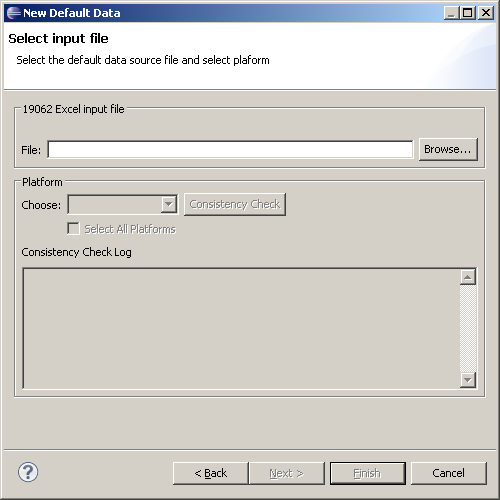 New Default Data
Select input file
Select the default data source file and select plaform
19062 Excel input file
File:
Browse...
Platform
Choose:
Consistency Check
Select All Platforms
Consistency Check Log
?
< Back
Next >
Finish
Cancel